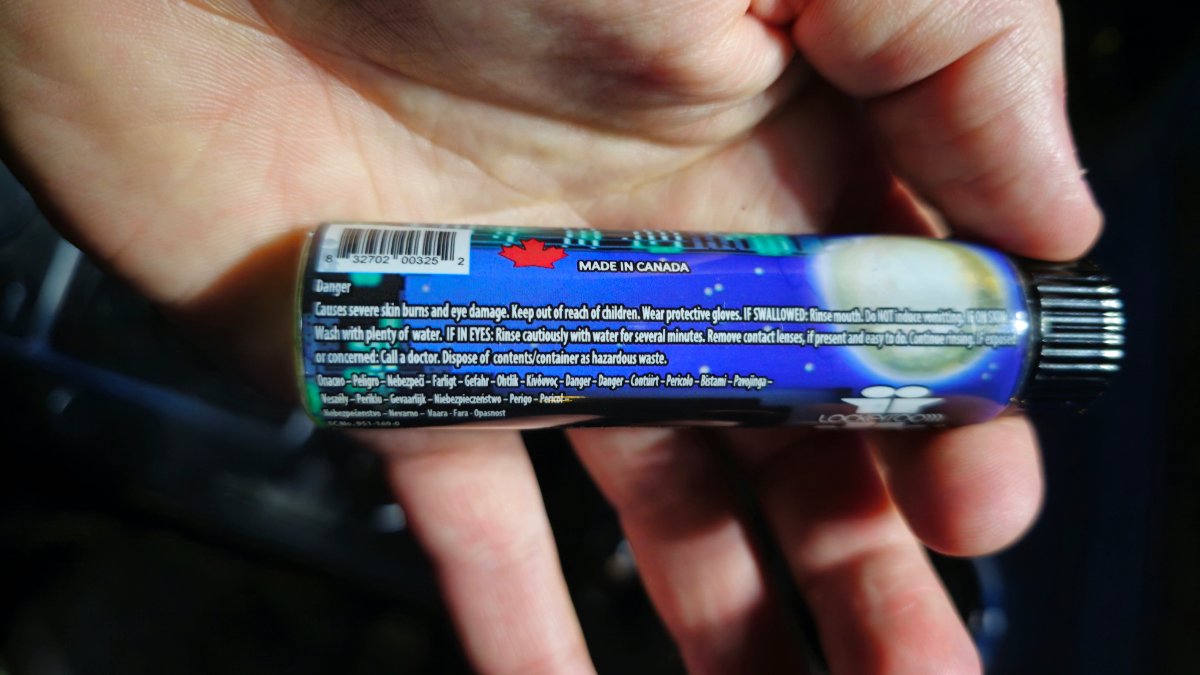 8 32702 00325 2
MADE IN CANADA
Danger
Causes severe skin burns and eye damage. Keep out of reach of children. Wear protective gloves. IF SWALLOWED: Rinse mouth. Do NOT induce vomitting. IF ON SKIN:
Wash with plenty of water. IF IN EYES: Rinse cautiously with water for several minutes. Remove contact lenses, if present and easy to do. Continue rinsing. If exposed
or concerned: Call a doctor. Dispose of contents/container as hazardous waste.
Опасно – Peligro – Nebezpečí – Farligt – Gefahr – Ohtlik – Κίνδυνος – Danger – Danger – Contúirt – Pericolo – Bistami – Pavojinga –
Veszély – Periklu – Gevaarlijk – Niebezpieczeństwo – Perigo – Pericol
Nebezpečenstvo – Nevarno – Vaara - Fara - Opasnost